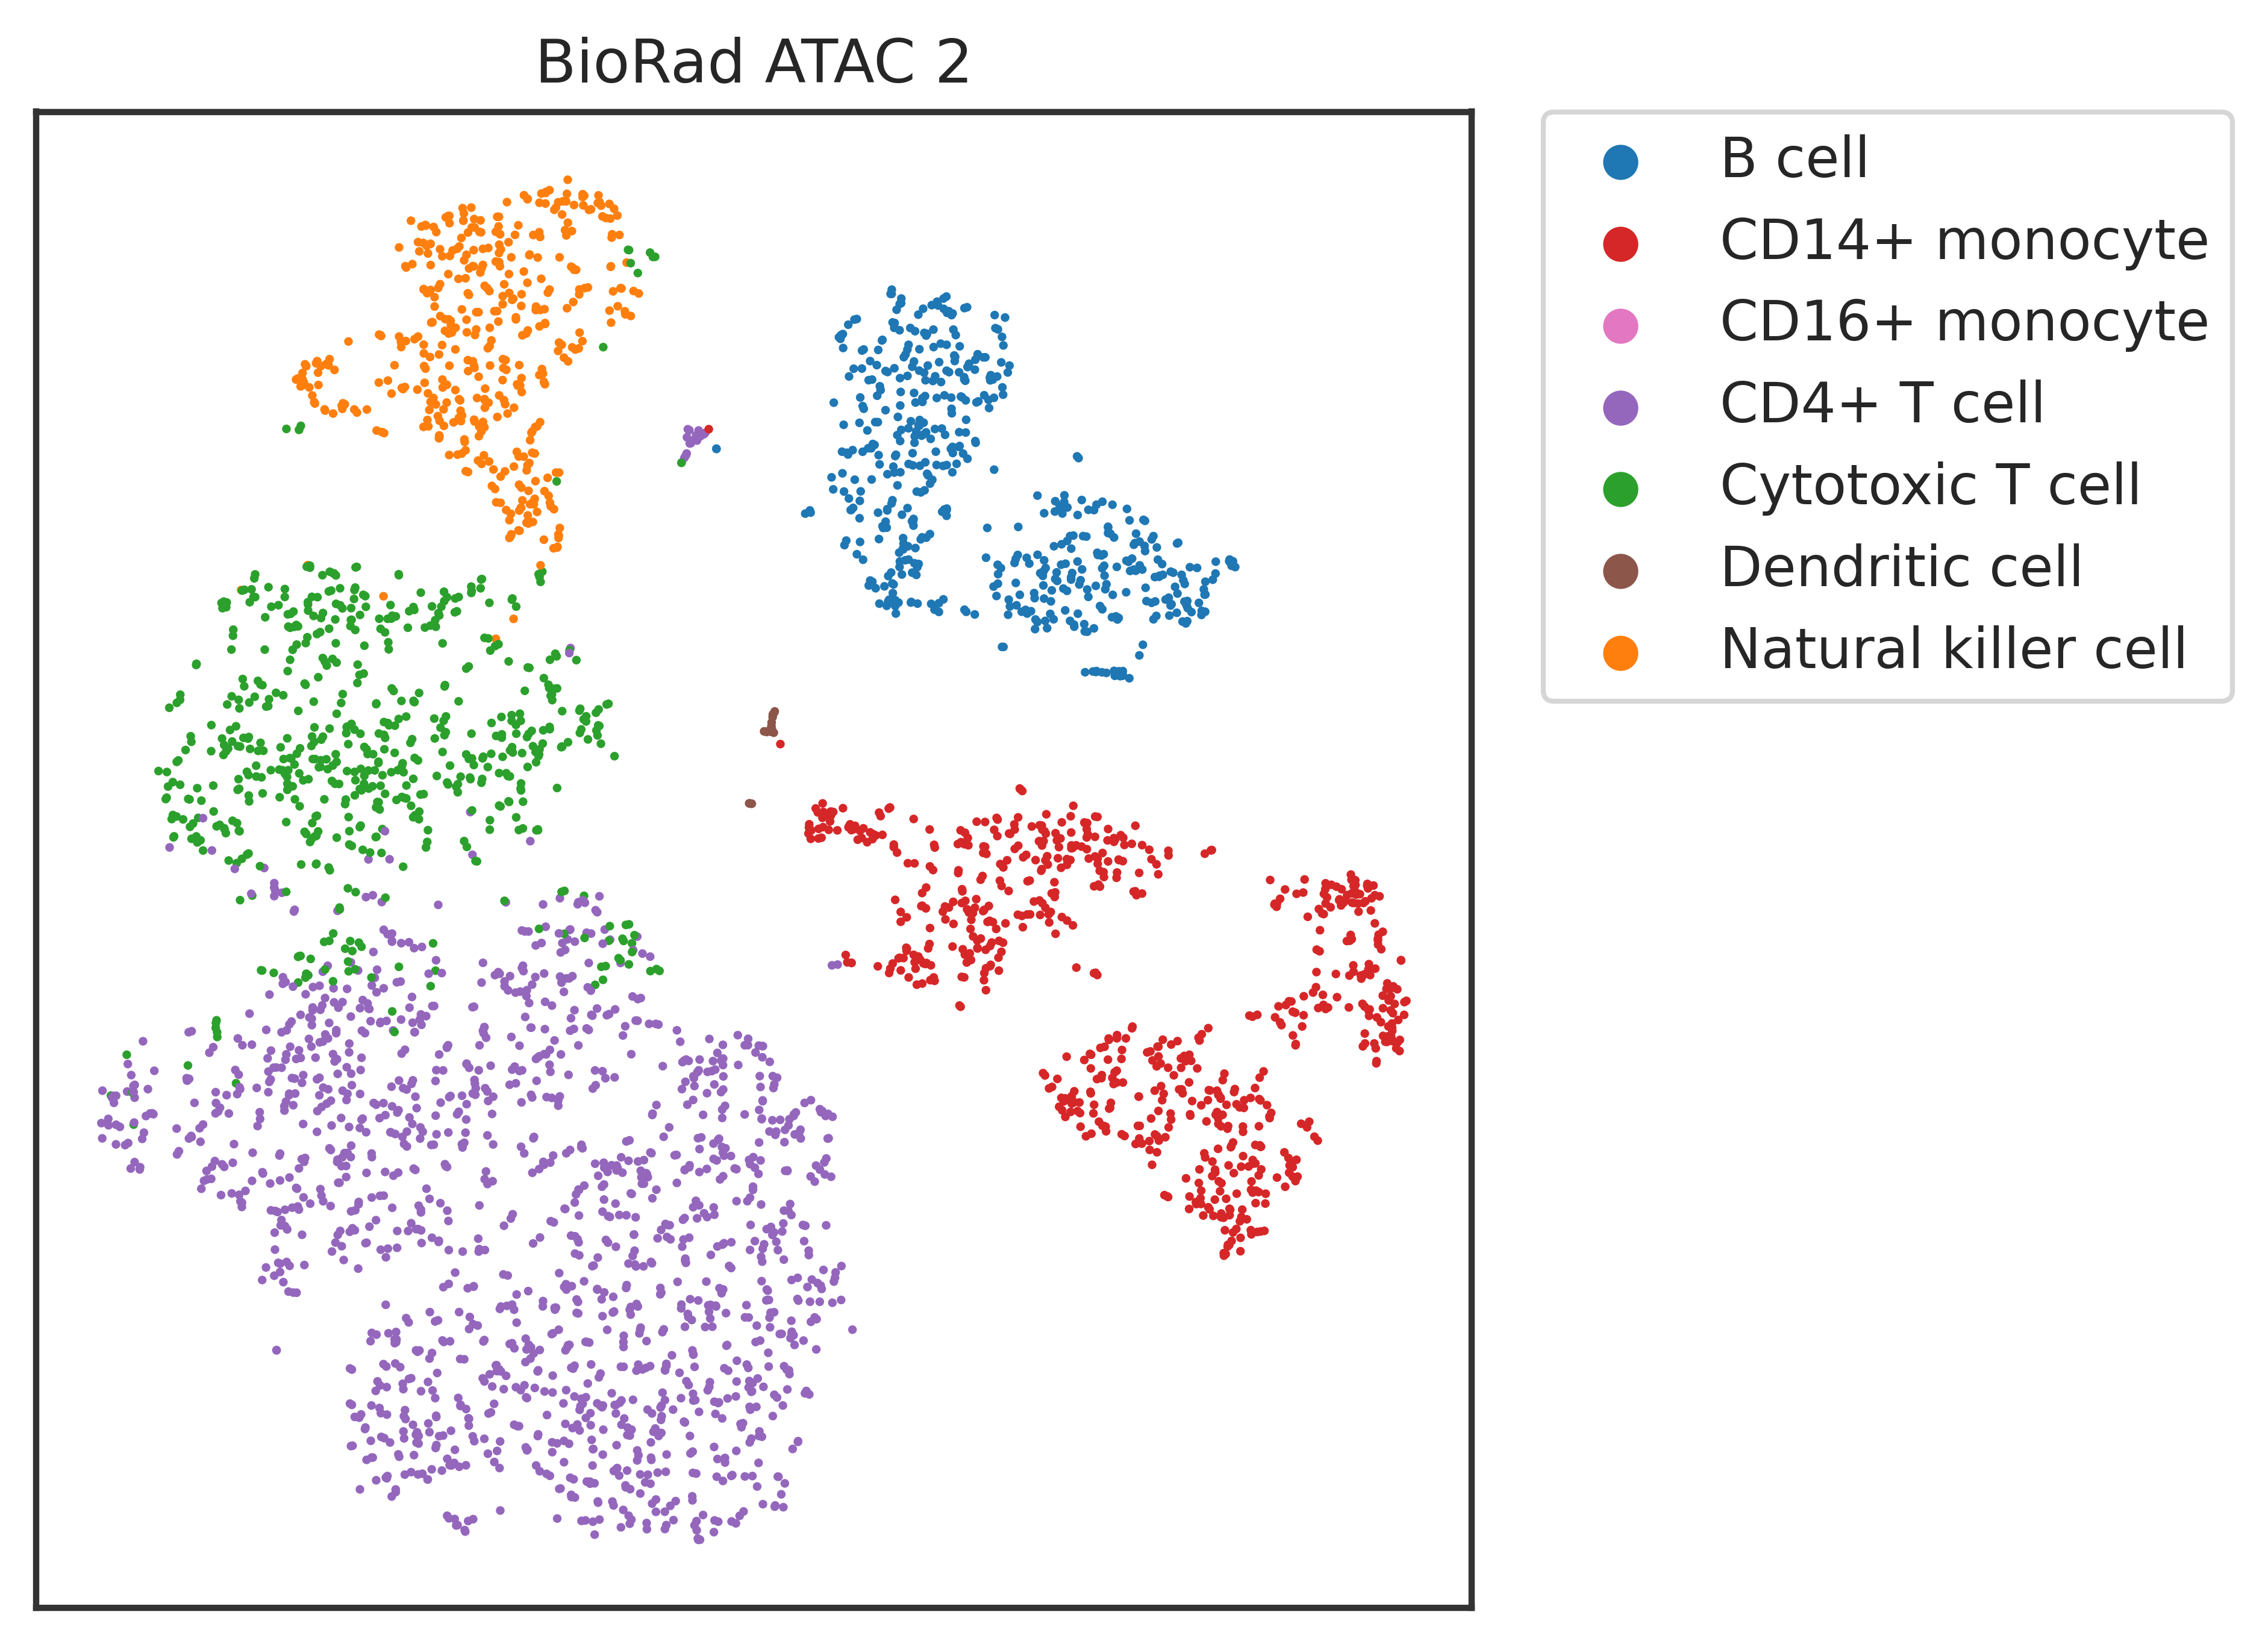 BioRad ATAC 2
B cell
CD14+ monocyte
CD16+ monocyte
CD4+ T cell
Cytotoxic T cell
Dendritic cell
Natural killer cell